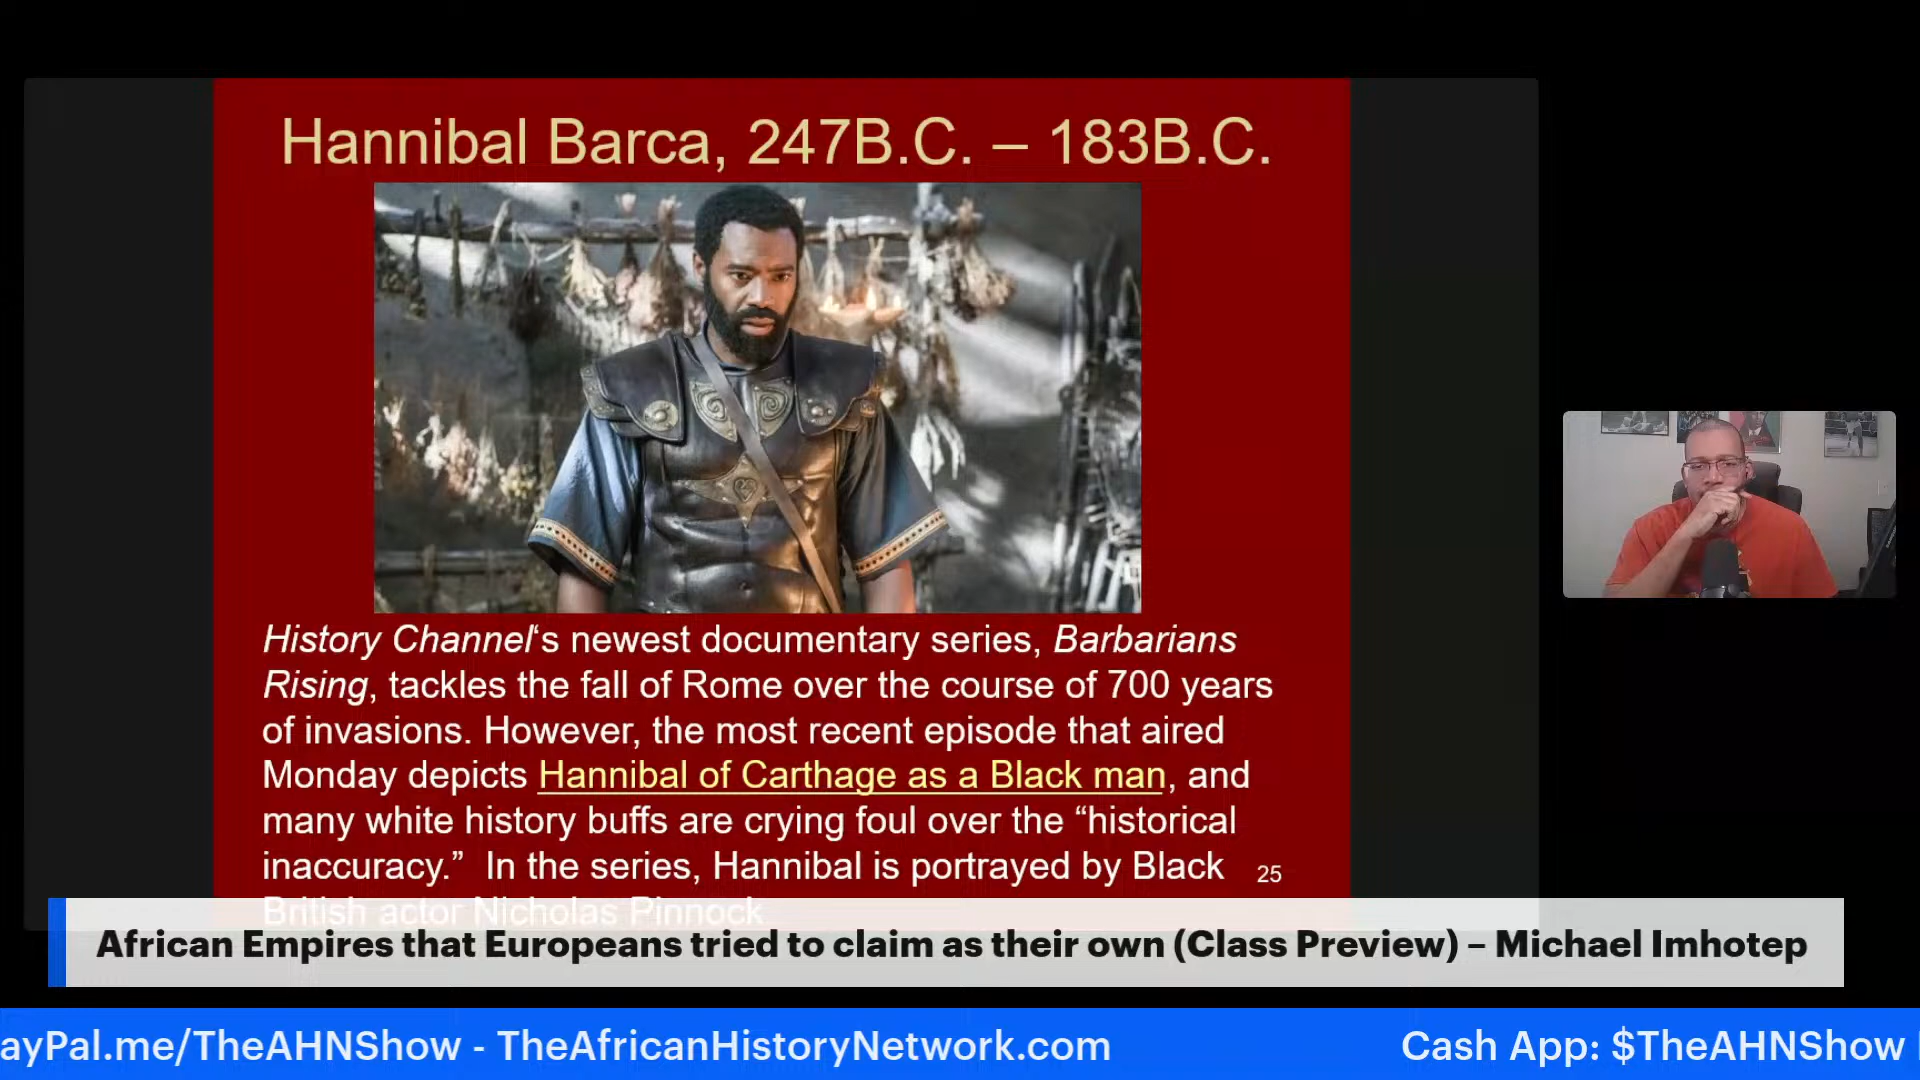 Hannibal Barca, 247B.C. – 183B.C.
History Channel‘s newest documentary series, Barbarians
Rising, tackles the fall of Rome over the course of 700 years
of invasions. However, the most recent episode that aired
Monday depicts Hannibal of Carthage as a Black man, and
many white history buffs are crying foul over the “historical
inaccuracy.” In the series, Hannibal is portrayed by Black
25
British actor Nicholas Pinnock
African Empires that Europeans tried to claim as their own (Class Preview) – Michael Imhotep
ayPal.me/TheAHNShow - TheAfricanHistoryNetwork.com Cash App: $TheAHNShow